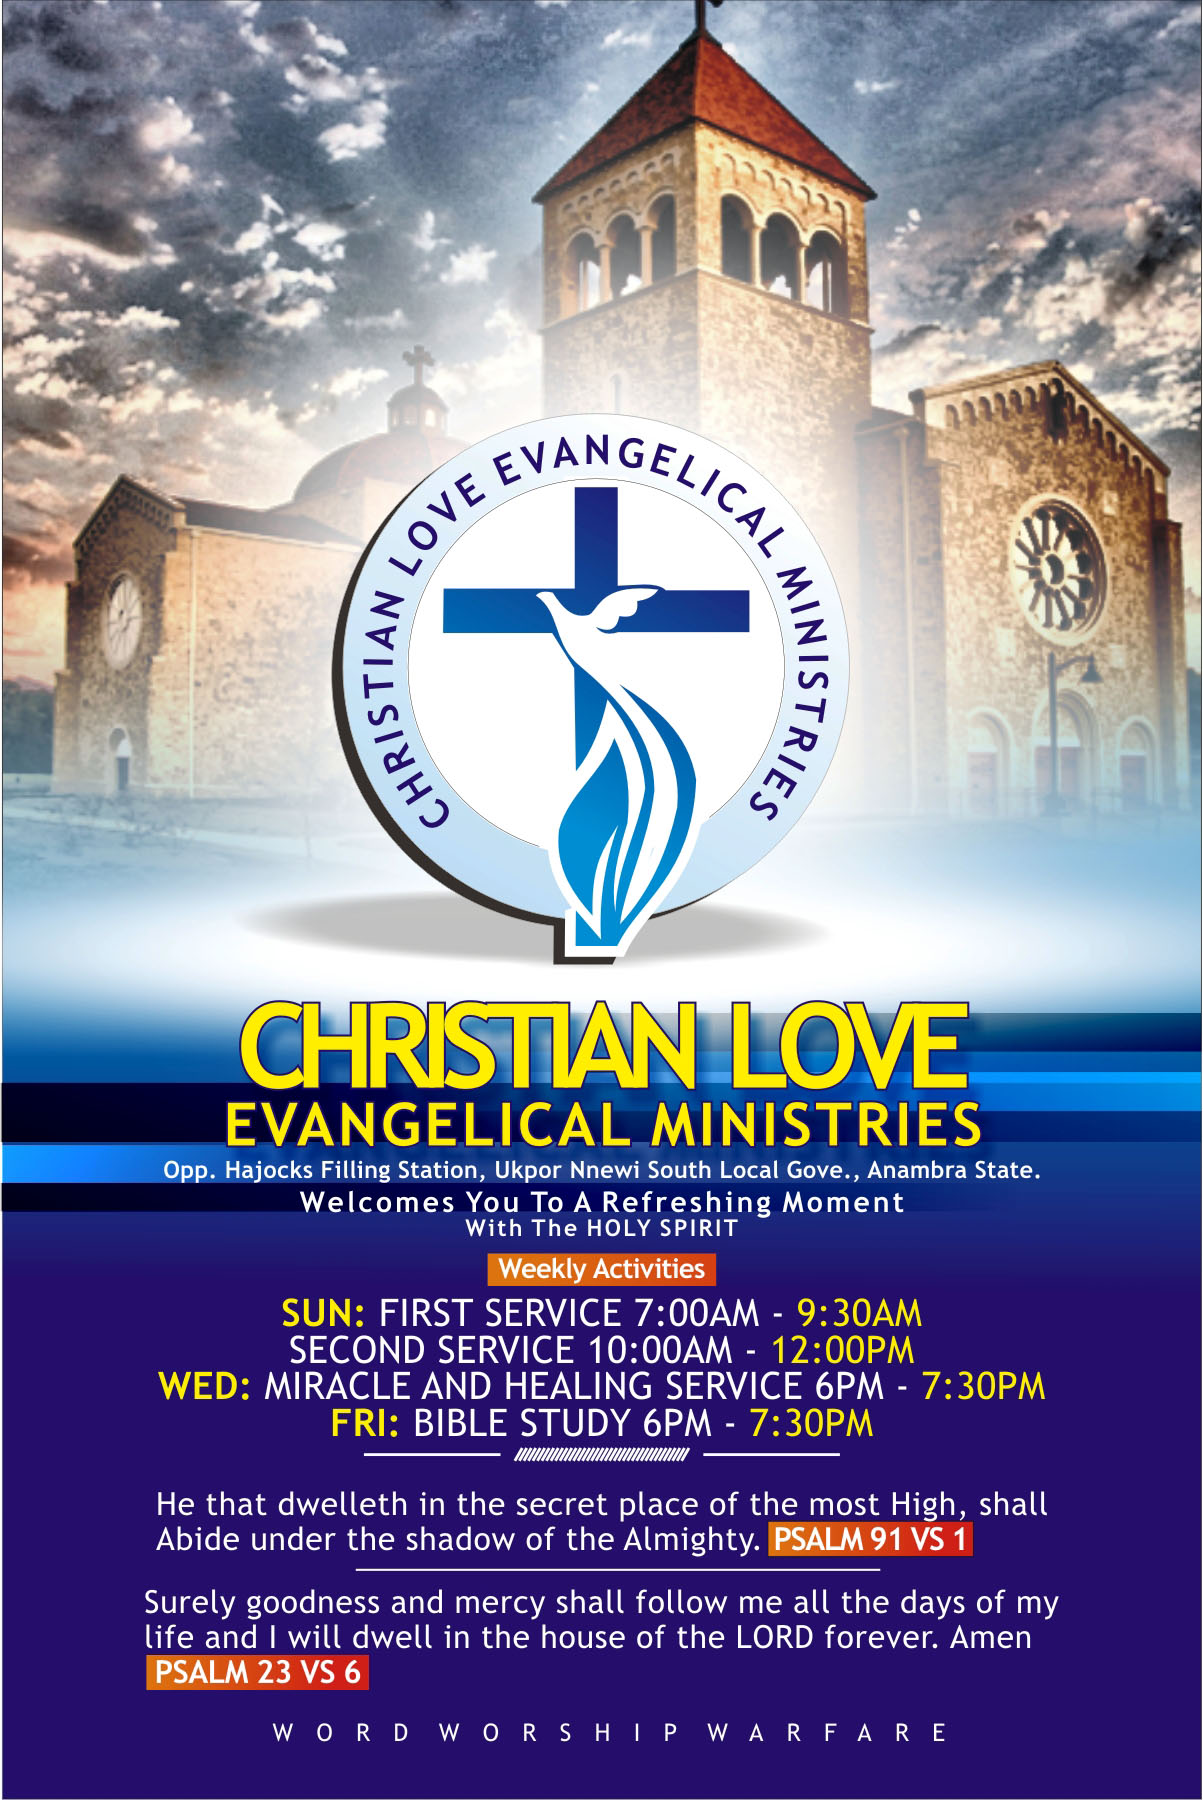 CHRISTIAN LOVE EVANGELICAL MINISTRIES
CHRISTIAN LOVE
EVANGELICAL MINISTRIES
Opp. Hajocks Filling Station, Ukpor Nnewi South Local Gove., Anambra State.
Welcomes You To A Refreshing Moment
With The HOLY SPIRIT
Weekly Activities
SUN: FIRST SERVICE 7:00AM - 9:30AM
SECOND SERVICE 10:00AM - 12:00PM
WED: MIRACLE AND HEALING SERVICE 6PM - 7:30PM
FRI: BIBLE STUDY 6PM - 7:30PM
He that dwelleth in the secret place of the most High, shall
Abide under the shadow of the Almighty. PSALM 91 VS 1
Surely goodness and mercy shall follow me all the days of my
life and I will dwell in the house of the LORD forever. Amen
PSALM 23 VS 6
WORD WORSHIP WARFARE